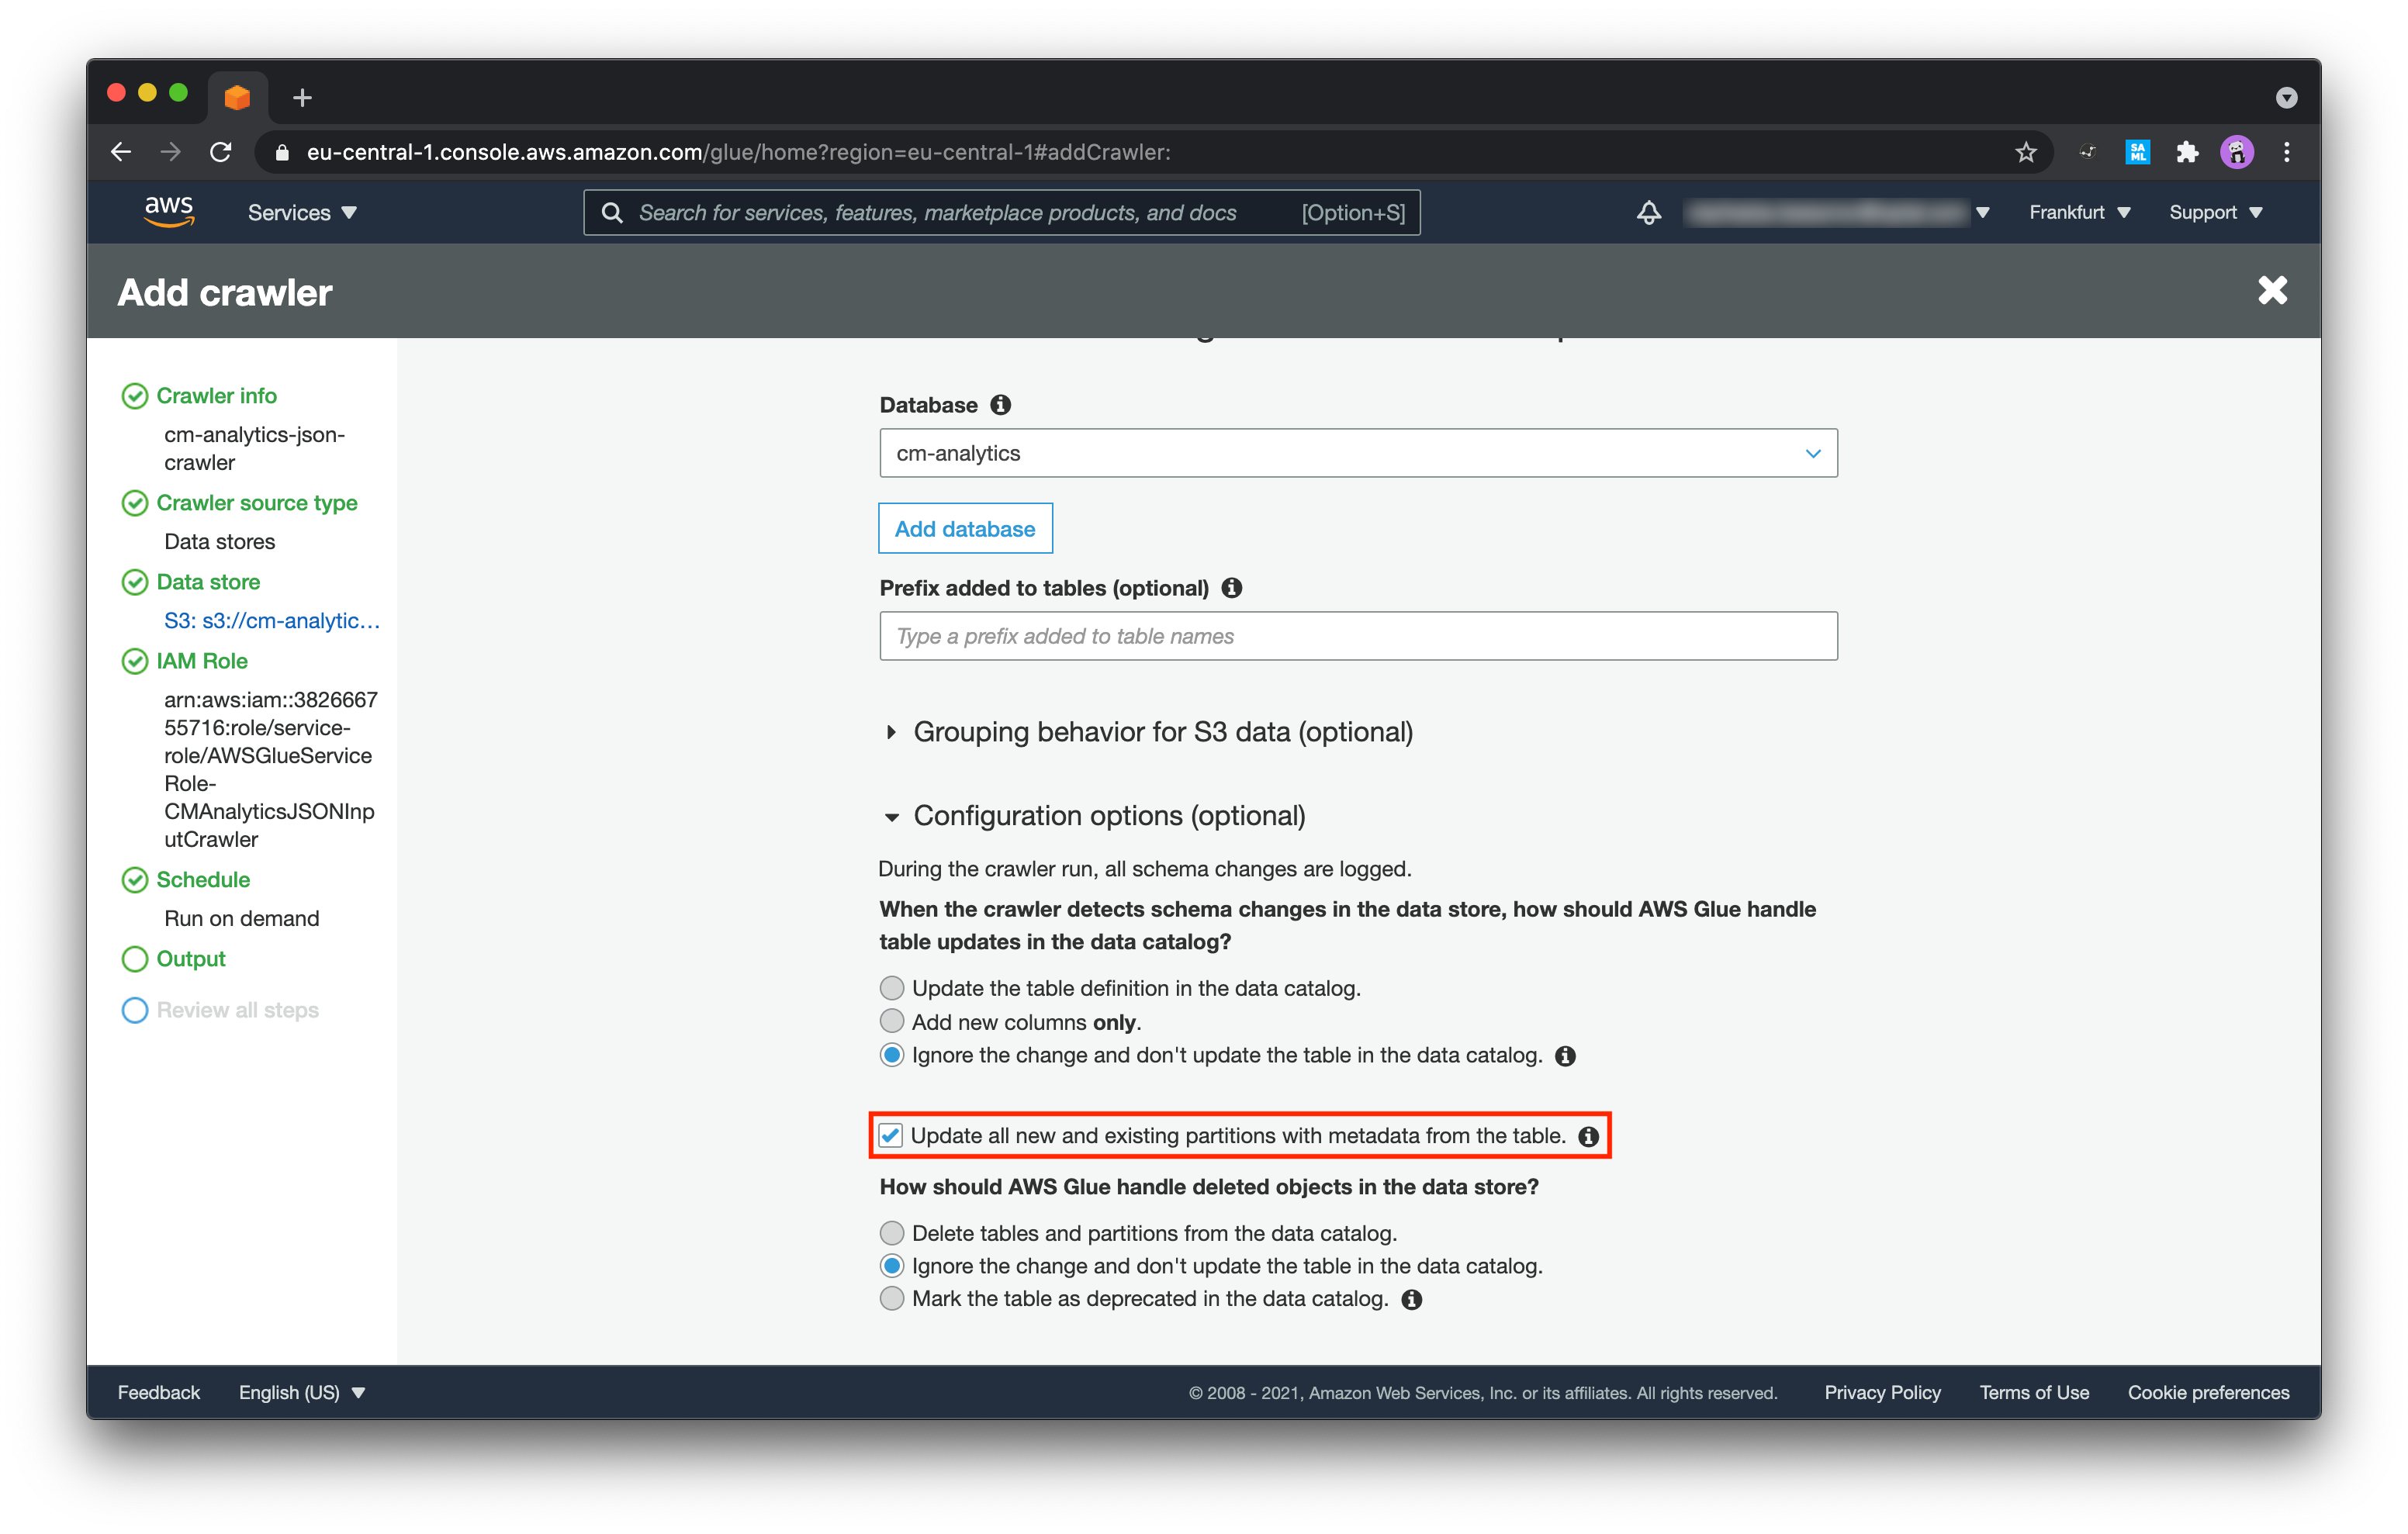 eu-central-1.console.aws.amazon.com/glue/home?region=eu-central-1#addCrawler:
SA
ML
aws
Services
Search for services, features, marketplace products, and docs
[Option+S]
Frankfurt
Support
Add crawler
Crawler info
cm-analytics-json-
crawler
Crawler source type
Data stores
Data store
S3: s3://cm-analytic...
IAM Role
arn:aws:iam::3826667
55716:role/service-
role/AWSGlueService
Role-
CMAnalyticsJSONInp
utCrawler
Schedule
Run on demand
Output
Review all steps
Database
cm-analytics
Add database
Prefix added to tables (optional)
Type a prefix added to table names
Grouping behavior for S3 data (optional)
Configuration options (optional)
During the crawler run, all schema changes are logged.
When the crawler detects schema changes in the data store, how should AWS Glue handle
table updates in the data catalog?
Update the table definition in the data catalog.
Add new columns only.
Ignore the change and don't update the table in the data catalog.
Update all new and existing partitions with metadata from the table.
How should AWS Glue handle deleted objects in the data store?
Delete tables and partitions from the data catalog.
Ignore the change and don't update the table in the data catalog.
Mark the table as deprecated in the data catalog.
Feedback
English (US)
© 2008 - 2021, Amazon Web Services, Inc. or its affiliates. All rights reserved.
Privacy Policy
Terms of Use
Cookie preferences